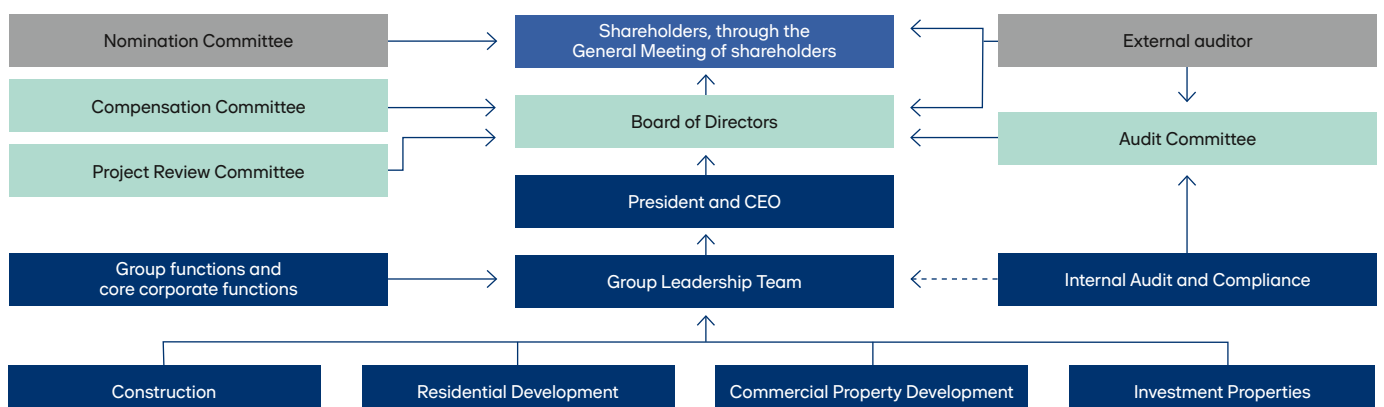 Nomination Committee
Shareholders, through the
General Meeting of shareholders
External auditor
Compensation Committee
Board of Directors
Audit Committee
Project Review Committee
President and CEO
Group functions and
core corporate functions
Group Leadership Team
Internal Audit and Compliance
Construction
Residential Development
Commercial Property Development
Investment Properties